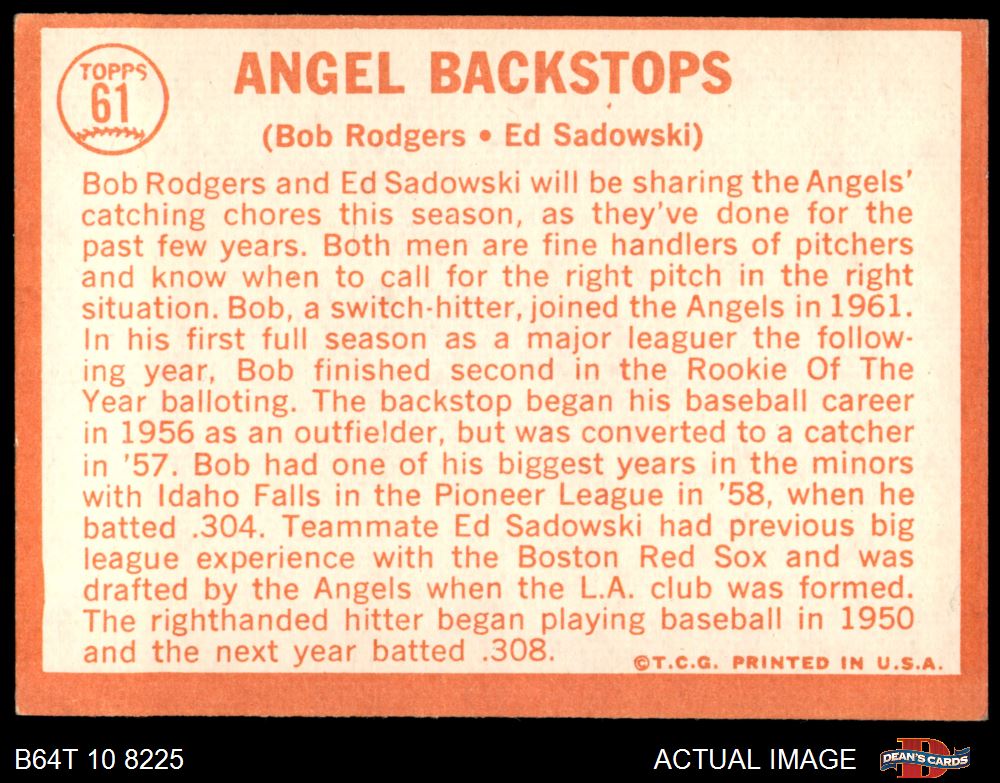 TOPPS
61
ANGEL BACKSTOPS
(Bob Rodgers • Ed Sadowski)
Bob Rodgers and Ed Sadowski will be sharing the Angels'
catching chores this season, as they've done for the
past few years. Both men are fine handlers of pitchers
and know when to call for the right pitch in the right
situation. Bob, a switch-hitter, joined the Angels in 1961.
In his first full season as a major leaguer the follow-
ing year, Bob finished second in the Rookie Of The
Year balloting. The backstop began his baseball career
in 1956 as an outfielder, but was converted to a catcher
in '57. Bob had one of his biggest years in the minors
with Idaho Falls in the Pioneer League in '58, when he
batted .304. Teammate Ed Sadowski had previous big
league experience with the Boston Red Sox and was
drafted by the Angels when the L.A. club was formed.
The righthanded hitter began playing baseball in 1950
and the next year batted .308.
©T.C.G. PRINTED IN U.S.A.
B64T 10 8225
ACTUAL IMAGE
D
DEAN'S CARDS